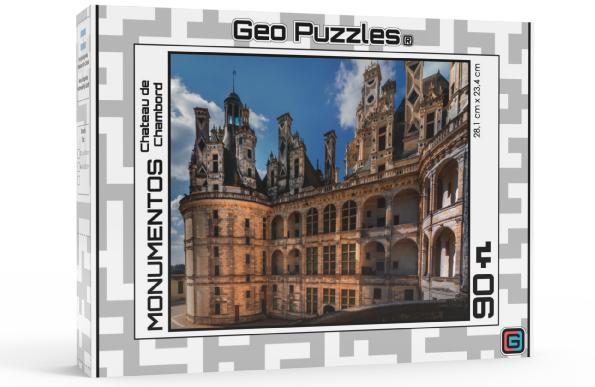 Geo Puzzles®
MONUMENTOS
Chateau de
Chambord
28,1 cm x 23,4 cm
90
G